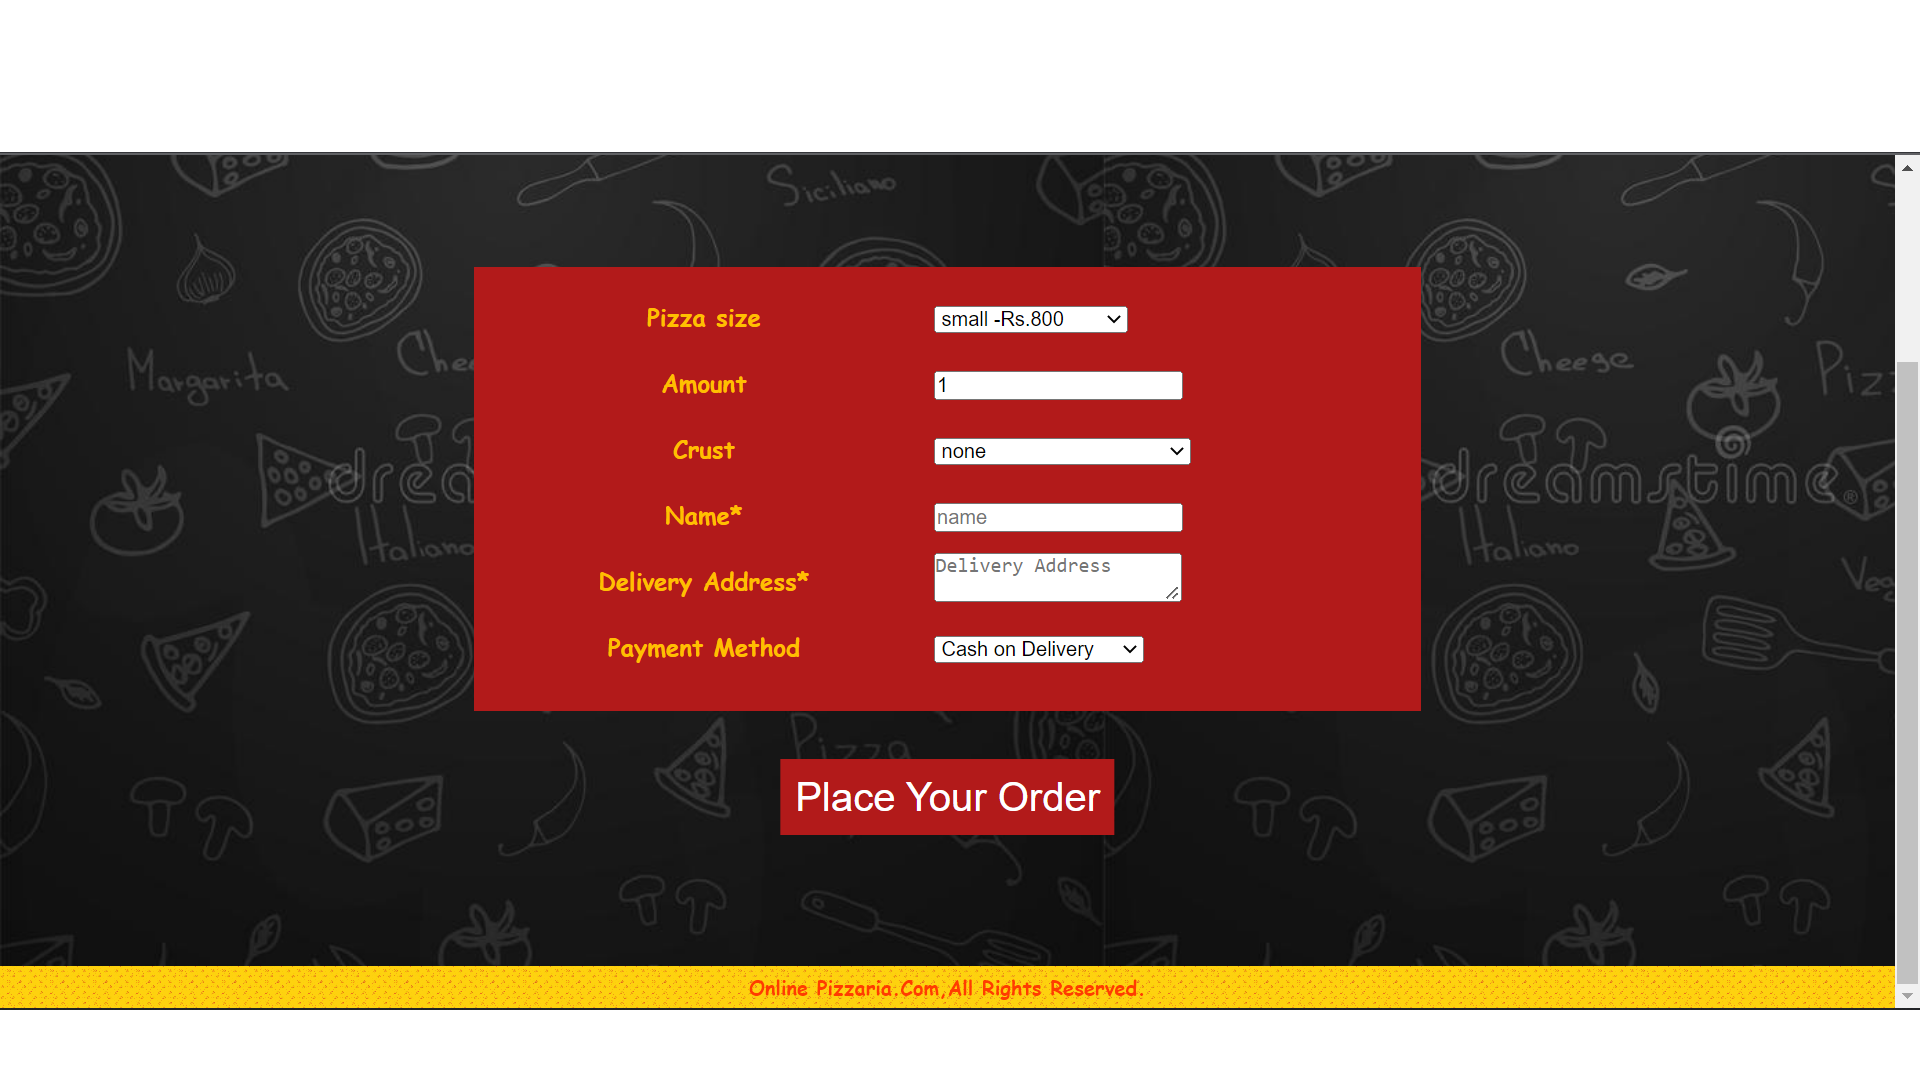 Siciliano
Pizza size
small -Rs.800
Margarita
Chee
Cheese
Pizz
Amount
1
Crust
none
drea
dreamstime®
Name*
name
Italiano
Italiano
Delivery Address*
Delivery Address
Veg
Payment Method
Cash on Delivery
Pizza
Place Your Order
Online Pizzaria.Com,All Rights Reserved.